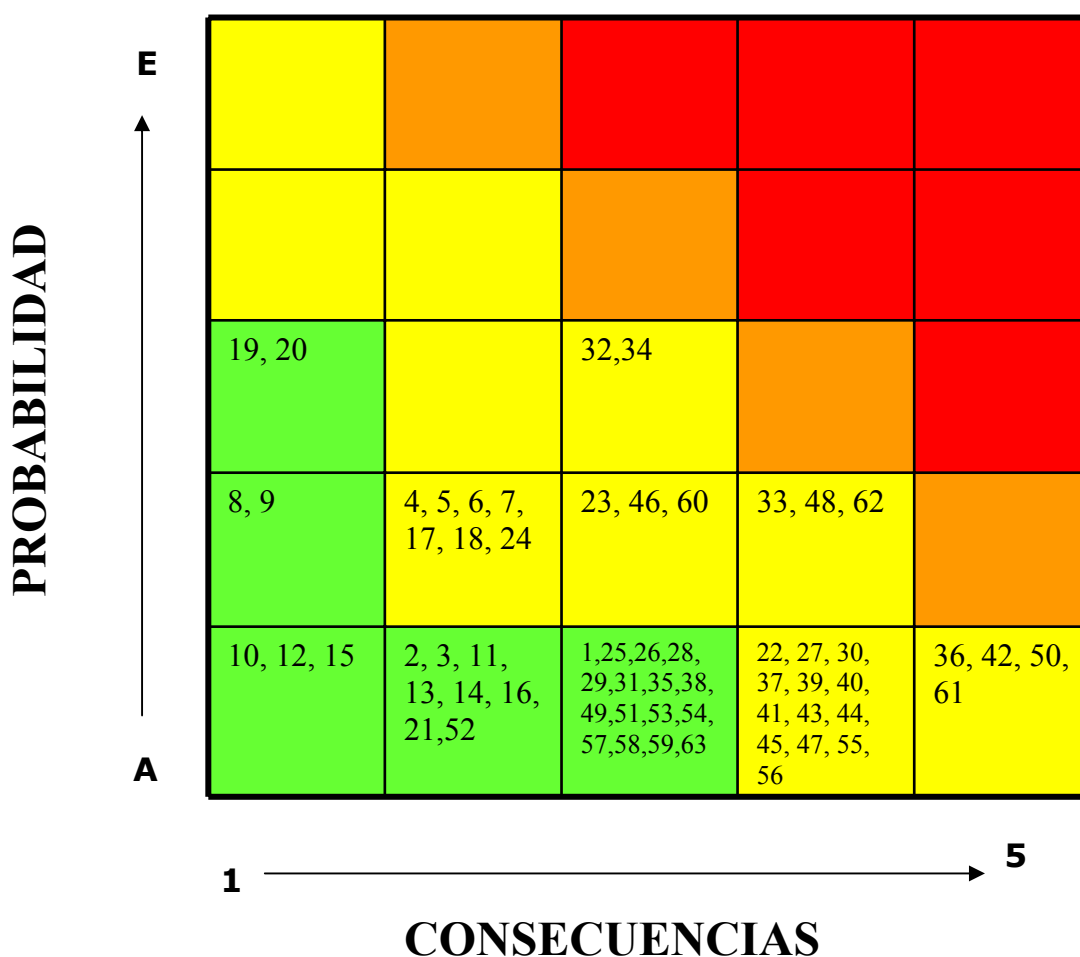 E
PROBABILIDAD
19, 20
32,34
8, 9
4, 5, 6, 7,
17, 18, 24
23, 46, 60
33, 48, 62
10, 12, 15
2, 3, 11,
13, 14, 16,
21,52
1,25,26,28,
29,31,35,38,
49,51,53,54,
57,58,59,63
22, 27, 30,
37, 39, 40,
41, 43, 44,
45, 47, 55,
56
36, 42, 50,
61
A
1
5
CONSECUENCIAS